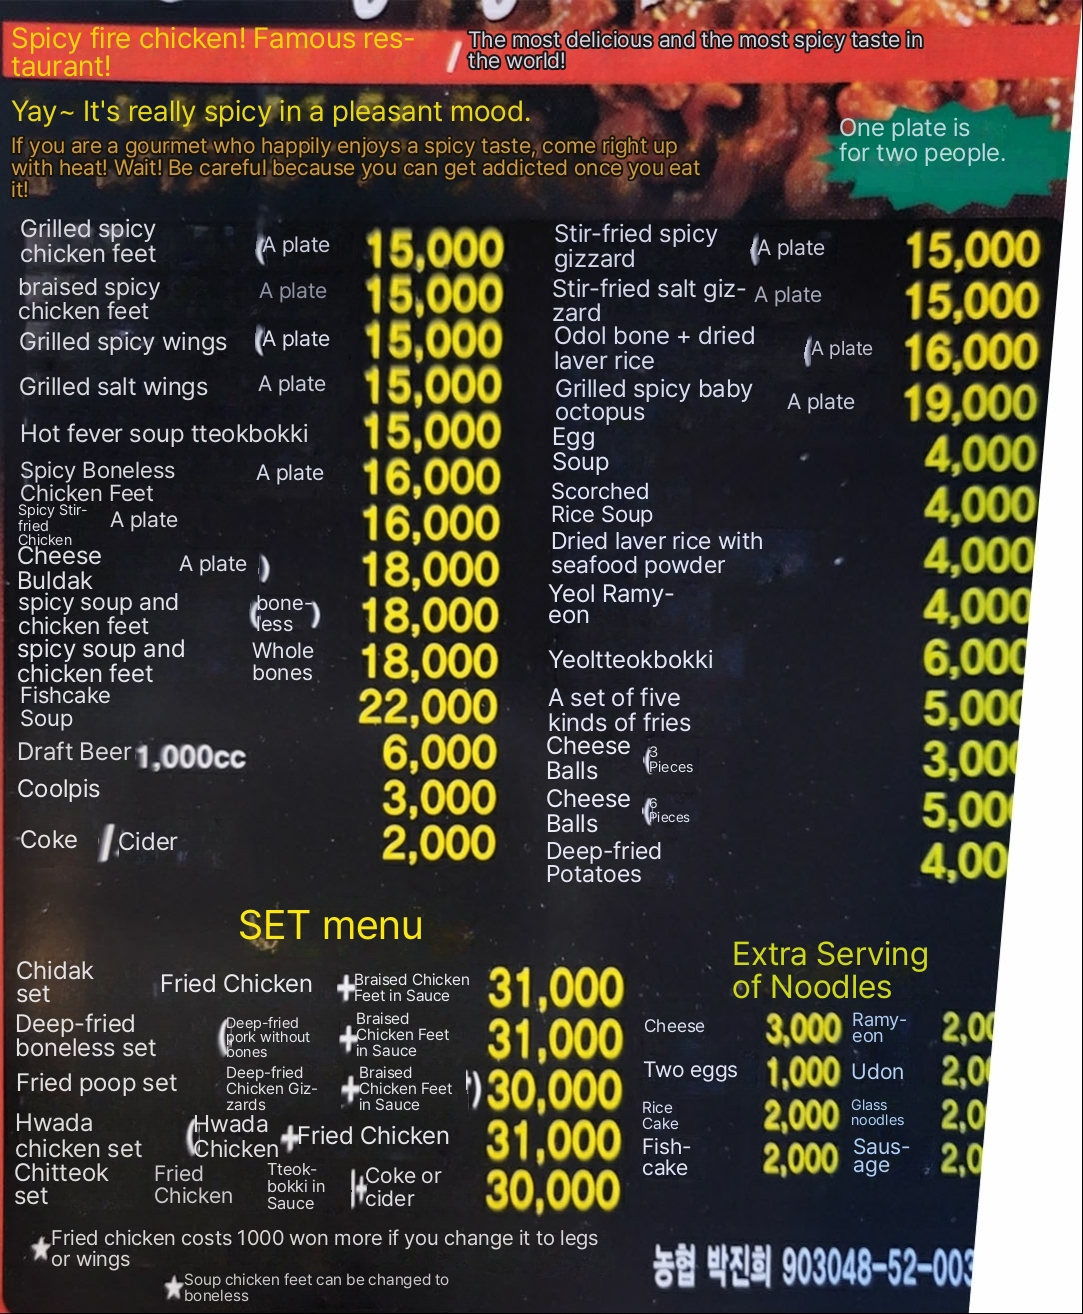 Spicy fire chicken! Famous res-
taurant!
/ The most delicious and the most spicy taste in
the world!
Yay~ It's really spicy in a pleasant mood.
If you are a gourmet who happily enjoys a spicy taste, come right up
with heat! Wait! Be careful because you can get addicted once you eat
it!
One plate is
for two people.
Grilled spicy
chicken feet (A plate 15,000
braised spicy
chicken feet A plate 15,000
Grilled spicy wings (A plate 15,000
Grilled salt wings A plate 15,000
Hot fever soup tteokbokki 15,000
Spicy Boneless
Chicken Feet A plate 16,000
Spicy Stir-
fried
Chicken A plate 16,000
Cheese
Buldak A plate ) 18,000
spicy soup and
chicken feet (bone-
less) 18,000
spicy soup and
chicken feet Whole
bones 18,000
Fishcake
Soup 22,000
Draft Beer 1,000cc 6,000
Coolpis 3,000
Coke / Cider 2,000
Stir-fried spicy
gizzard (A plate 15,000
Stir-fried salt giz-
zard A plate 15,000
Odol bone + dried
laver rice (A plate 16,000
Grilled spicy baby
octopus A plate 19,000
Egg
Soup 4,000
Scorched
Rice Soup 4,000
Dried laver rice with
seafood powder 4,000
Yeol Ramy-
eon 4,000
Yeoltteokbokki 6,000
A set of five
kinds of fries 5,000
Cheese
Balls (3
Pieces 3,000
Cheese
Balls (6
Pieces 5,000
Deep-fried
Potatoes 4,00
SET menu
Chidak
set Fried Chicken + Braised Chicken
Feet in Sauce 31,000
Deep-fried
boneless set (Deep-fried
pork without
bones + Braised
Chicken Feet
in Sauce 31,000
Fried poop set Deep-fried
Chicken Giz-
zards + Braised
Chicken Feet
in Sauce ) 30,000
Hwada
chicken set (Hwada
Chicken + Fried Chicken 31,000
Chitteok
set Fried
Chicken Tteok-
bokki in
Sauce + Coke or
cider 30,000
Extra Serving
of Noodles
Cheese 3,000 Ramy-
eon 2,00
Two eggs 1,000 Udon 2,0
Rice
Cake 2,000 Glass
noodles 2,0
Fish-
cake 2,000 Saus-
age 2,0
★Fried chicken costs 1000 won more if you change it to legs
or wings
★Soup chicken feet can be changed to
boneless
농협 박진희 903048-52-003